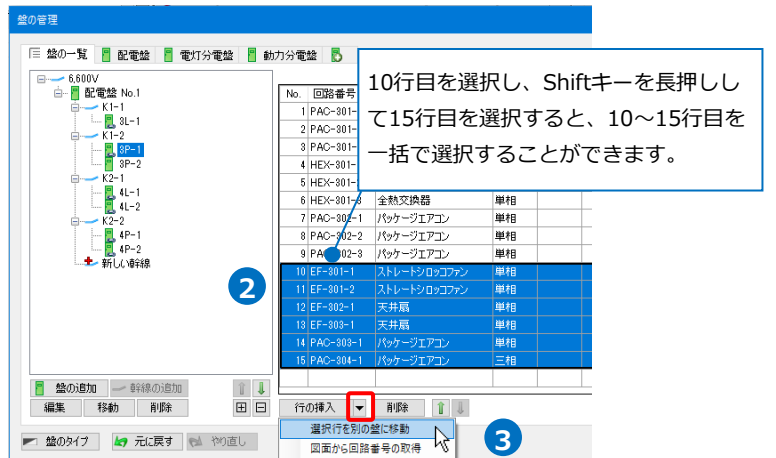 盤の管理
盤の一覧 配電盤 電灯分電盤 動力分電盤
6,600V
配電盤 No.1
K1-1
3L-1
K1-2
3P-1
3P-2
K2-1
4L-1
4L-2
K2-2
4P-1
4P-2
新しい幹線
10行目を選択し、Shiftキーを長押しし
て15行目を選択すると、10～15行目を
一括で選択することができます。
No. 回路番号
1 PAC-301-
2 PAC-301-
3 PAC-301-
4 HEX-301-
5 HEX-301-
6 HEX-301-3 全熱交換器 単相
7 PAC-302-1 パッケージエアコン 単相
8 PAC-302-2 パッケージエアコン 単相
9 PAC-302-3 パッケージエアコン 単相
10 EF-301-1 ストレートシロッコファン 単相
11 EF-301-2 ストレートシロッコファン 単相
12 EF-302-1 天井扇 単相
13 EF-303-1 天井扇 単相
14 PAC-303-1 パッケージエアコン 単相
15 PAC-304-1 パッケージエアコン 三相
2
盤の追加 幹線の追加
編集 移動 削除
行の挿入 削除
選択行を別の盤に移動
図面から回路番号の取得
3
盤のタイプ 元に戻す やり直し